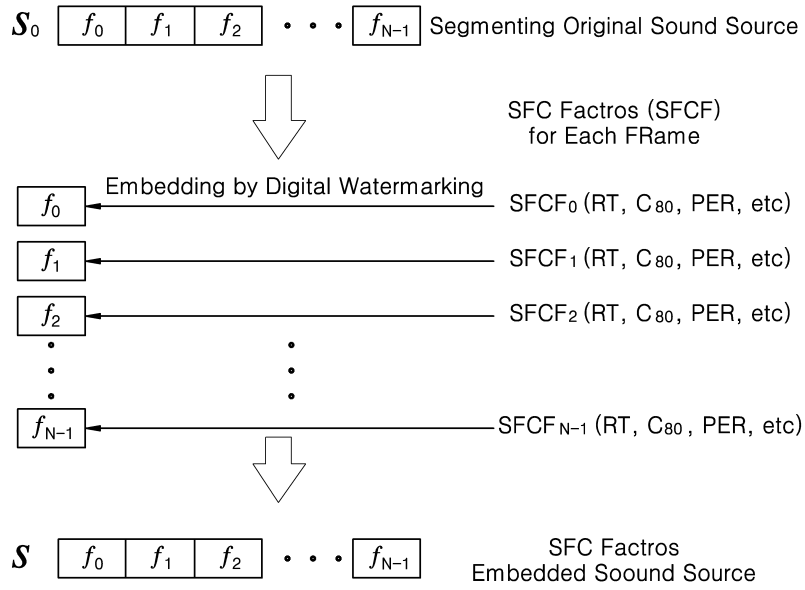 S0 f0 f1 f2 • • • fN-1 Segmenting Original Sound Source
SFC Factros (SFCF)
for Each FRame
Embedding by Digital Watermarking
f0 SFCF0 (RT, C80, PER, etc)
f1 SFCF1 (RT, C80, PER, etc)
f2 SFCF2 (RT, C80, PER, etc)
fN-1 SFCFN-1 (RT, C80, PER, etc)
S f0 f1 f2 • • • fN-1 SFC Factros
Embedded Soound Source